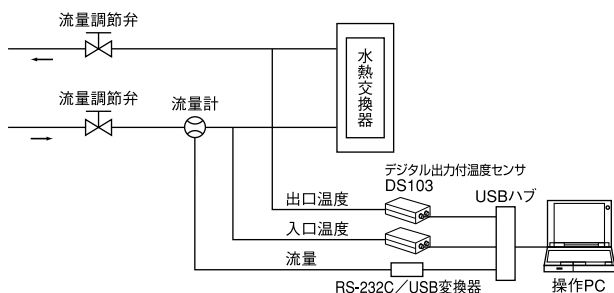 流量調節弁
流量調節弁
流量計
水熱交換器
デジタル出力付温度センサ
DS103
出口温度
入口温度
流量
USBハブ
RS-232C／USB変換器
操作PC